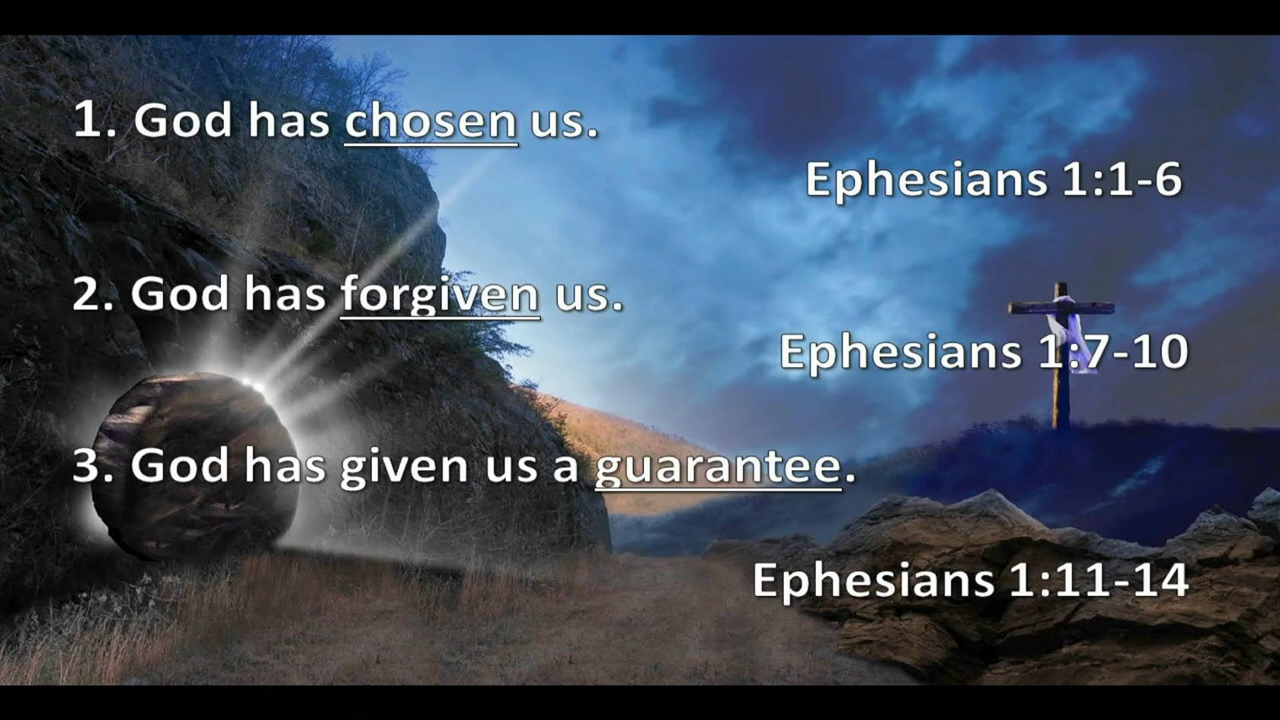 1. God has chosen us.
Ephesians 1:1-6
2. God has forgiven us.
Ephesians 1:7-10
3. God has given us a guarantee.
Ephesians 1:11-14